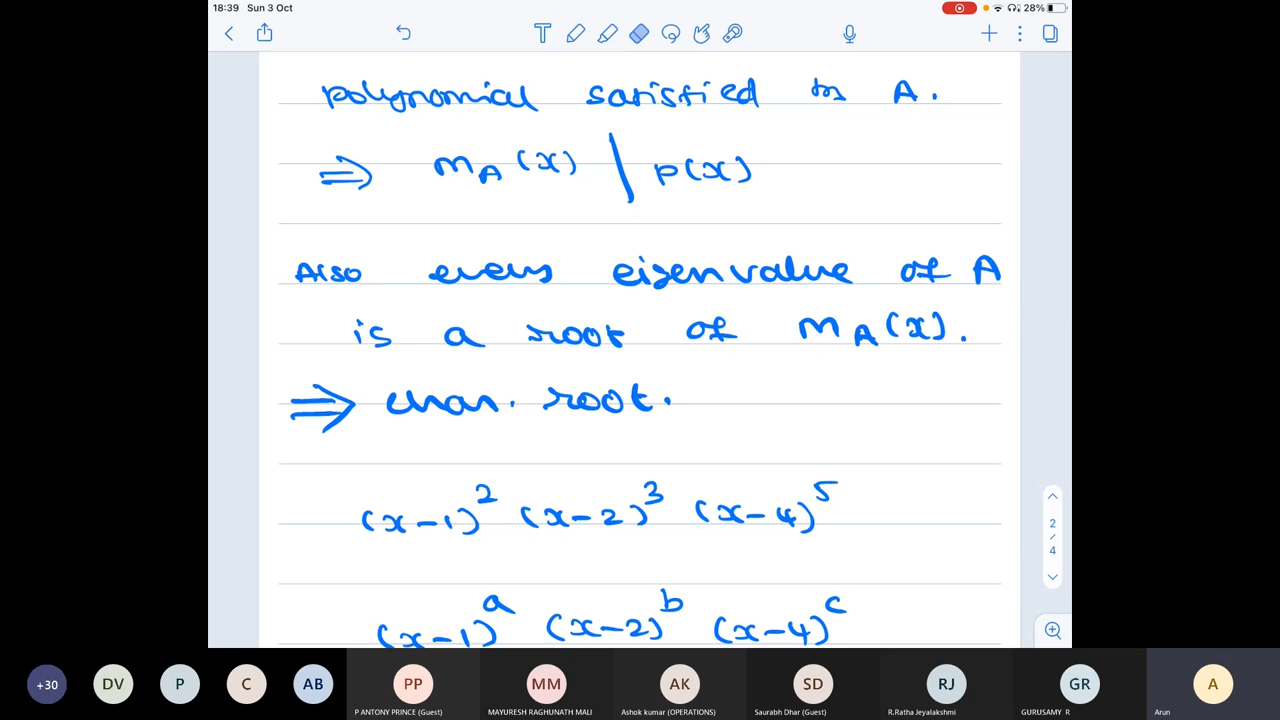 18:39 Sun 3 Oct 28%
polynomial satisfied by A.
⇒ m_A(x) | p(x)
Also every eigenvalue of A
is a root of m_A(x).
⇒ char. root.
(x-1)^2 (x-2)^3 (x-4)^5
(x-1)^a (x-2)^b (x-4)^c
2
/
4
+30 DV P C AB PP MM AK SD RJ GR A
P ANTONY PRINCE (Guest) MAYURESH RAGHUNATH MALI Ashok kumar (OPERATIONS) Saurabh Dhar (Guest) R.Ratha Jeyalakshmi GURUSAMY R Arun